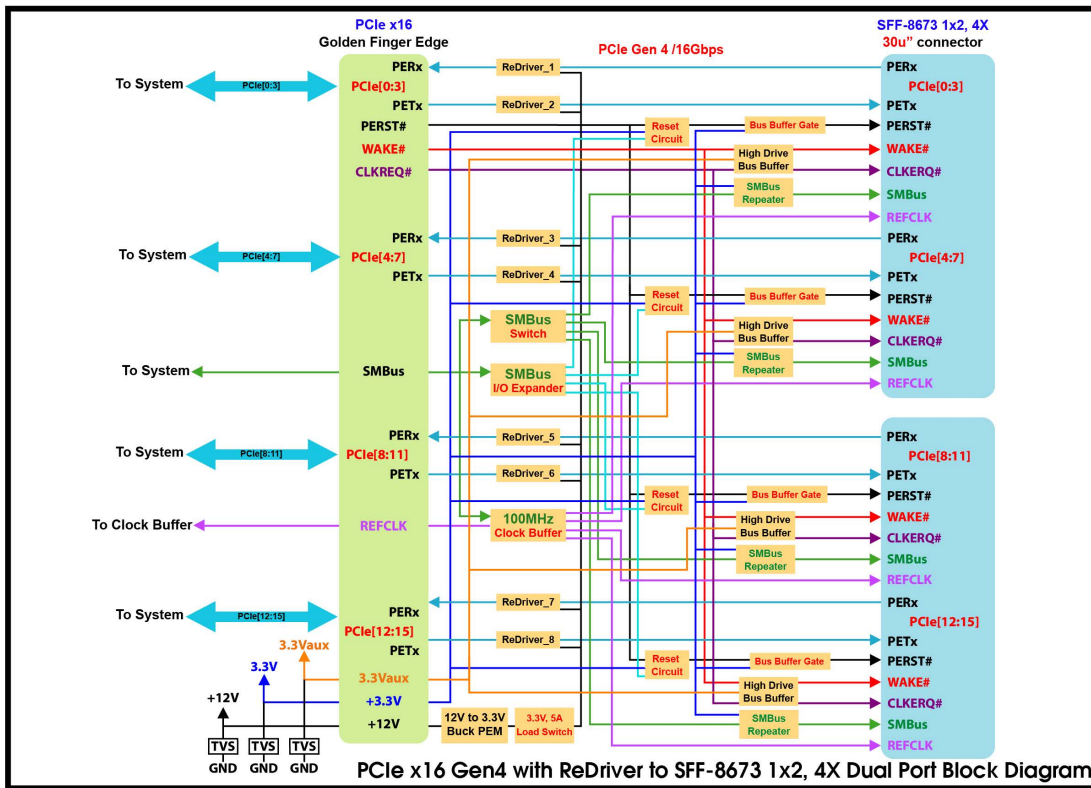 PCIe x16
Golden Finger Edge
SFF-8673 1x2, 4X
30u” connector
PCIe Gen 4 /16Gbps
To System
PCIe[0:3]
PERx
PCIe[0:3]
PETx
PERST#
WAKE#
CLKREQ#
ReDriver_1
ReDriver_2
Reset
Circuit
Bus Buffer Gate
High Drive
Bus Buffer
SMBus
Repeater
PERx
PCIe[0:3]
PETx
PERST#
WAKE#
CLKERQ#
SMBus
REFCLK
To System
PCIe[4:7]
PERx
PCIe[4:7]
PETx
ReDriver_3
ReDriver_4
Reset
Circuit
Bus Buffer Gate
High Drive
Bus Buffer
SMBus
Repeater
PERx
PCIe[4:7]
PETx
PERST#
WAKE#
CLKERQ#
SMBus
REFCLK
SMBus
Switch
To System
SMBus
SMBus
I/O Expander
To System
PCIe[8:11]
PERx
PCIe[8:11]
PETx
ReDriver_5
ReDriver_6
Reset
Circuit
Bus Buffer Gate
High Drive
Bus Buffer
SMBus
Repeater
PERx
PCIe[8:11]
PETx
PERST#
WAKE#
CLKERQ#
SMBus
REFCLK
To Clock Buffer
REFCLK
100MHz
Clock Buffer
To System
PCIe[12:15]
PERx
PCIe[12:15]
PETx
ReDriver_7
ReDriver_8
Reset
Circuit
Bus Buffer Gate
High Drive
Bus Buffer
SMBus
Repeater
PERx
PCIe[12:15]
PETx
PERST#
WAKE#
CLKERQ#
SMBus
REFCLK
3.3Vaux
3.3V
+12V
3.3Vaux
+3.3V
+12V
12V to 3.3V
Buck PEM
3.3V, 5A
Load Switch
TVS
TVS
TVS
GND
GND
GND
PCIe x16 Gen4 with ReDriver to SFF-8673 1x2, 4X Dual Port Block Diagram